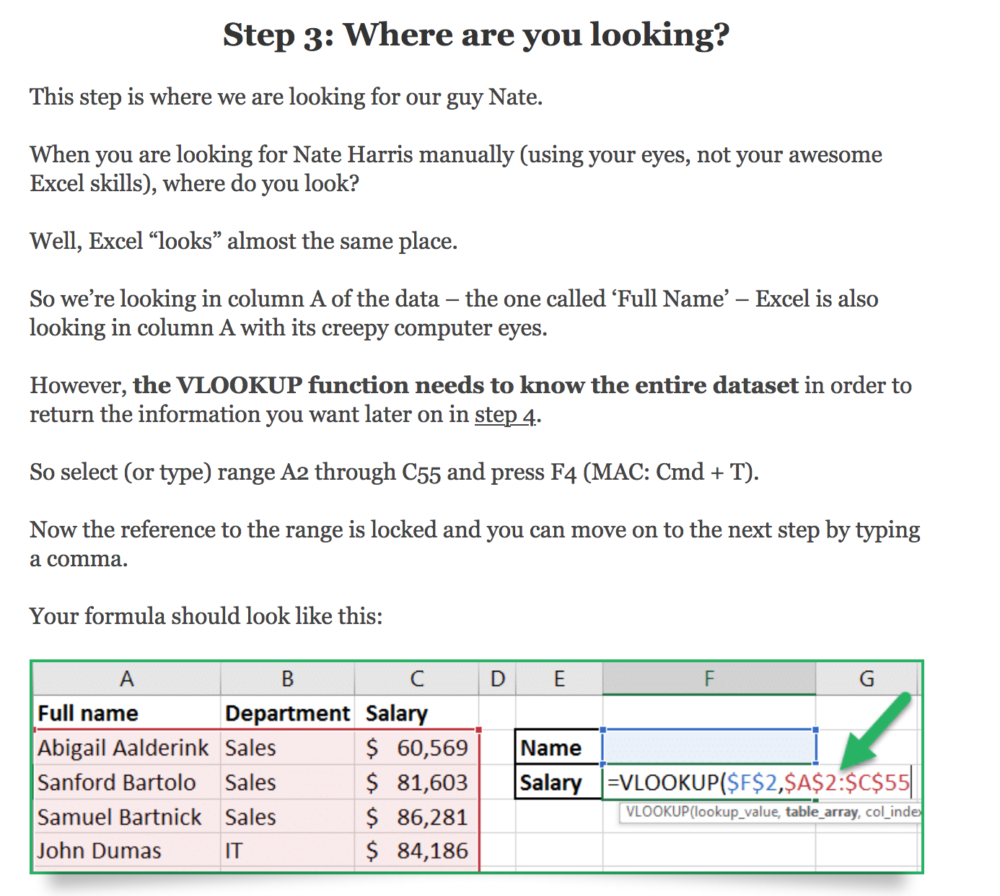 Step 3: Where are you looking?
This step is where we are looking for our guy Nate.
When you are looking for Nate Harris manually (using your eyes, not your awesome
Excel skills), where do you look?
Well, Excel “looks” almost the same place.
So we’re looking in column A of the data – the one called ‘Full Name’ – Excel is also
looking in column A with its creepy computer eyes.
However, the VLOOKUP function needs to know the entire dataset in order to
return the information you want later on in step 4.
So select (or type) range A2 through C55 and press F4 (MAC: Cmd + T).
Now the reference to the range is locked and you can move on to the next step by typing
a comma.
Your formula should look like this:
A B C D E F G
Full name Department Salary
Abigail Aalderink Sales $ 60,569 Name
Sanford Bartolo Sales $ 81,603 Salary =VLOOKUP($F$2,$A$2:$C$55
VLOOKUP(lookup_value, table_array, col_index
Samuel Bartnick Sales $ 86,281
John Dumas IT $ 84,186